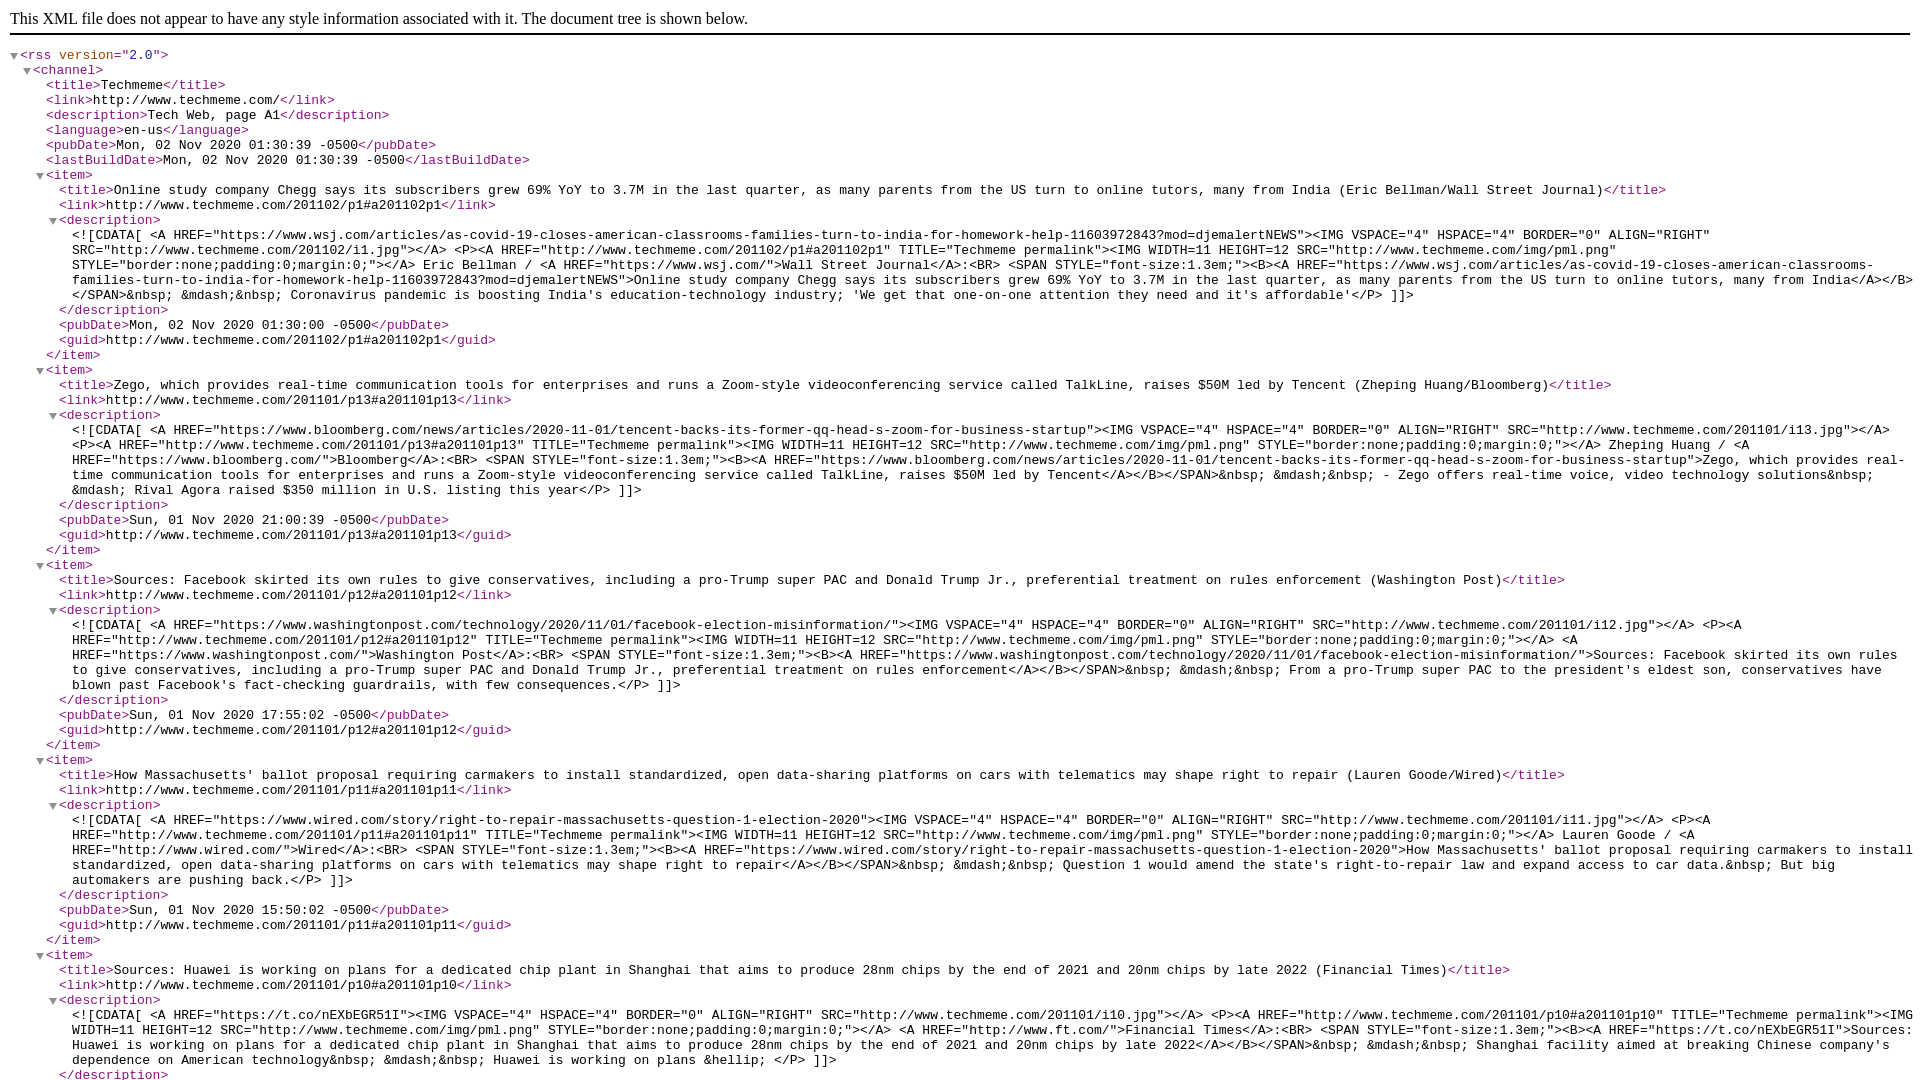 This XML file does not appear to have any style information associated with it. The document tree is shown below.
<rss version="2.0">
<channel>
<title>Techmeme</title>
<link>http://www.techmeme.com/</link>
<description>Tech Web, page A1</description>
<language>en-us</language>
<pubDate>Mon, 02 Nov 2020 01:30:39 -0500</pubDate>
<lastBuildDate>Mon, 02 Nov 2020 01:30:39 -0500</lastBuildDate>
<item>
<title>Online study company Chegg says its subscribers grew 69% YoY to 3.7M in the last quarter, as many parents from the US turn to online tutors, many from India (Eric Bellman/Wall Street Journal)</title>
<link>http://www.techmeme.com/201102/p1#a201102p1</link>
<description>
<![CDATA[ <A HREF="https://www.wsj.com/articles/as-covid-19-closes-american-classrooms-families-turn-to-india-for-homework-help-11603972843?mod=djemalertNEWS"><IMG VSPACE="4" HSPACE="4" BORDER="0" ALIGN="RIGHT"
SRC="http://www.techmeme.com/201102/i1.jpg"></A> <P><A HREF="http://www.techmeme.com/201102/p1#a201102p1" TITLE="Techmeme permalink"><IMG WIDTH=11 HEIGHT=12 SRC="http://www.techmeme.com/img/pml.png"
STYLE="border:none;padding:0;margin:0;"></A> Eric Bellman / <A HREF="https://www.wsj.com/">Wall Street Journal</A>:<BR> <SPAN STYLE="font-size:1.3em;"><B><A HREF="https://www.wsj.com/articles/as-covid-19-closes-american-classrooms-
families-turn-to-india-for-homework-help-11603972843?mod=djemalertNEWS">Online study company Chegg says its subscribers grew 69% YoY to 3.7M in the last quarter, as many parents from the US turn to online tutors, many from India</A></B>
</SPAN>&nbsp; &mdash;&nbsp; Coronavirus pandemic is boosting India's education-technology industry; 'We get that one-on-one attention they need and it's affordable'</P> ]]>
</description>
<pubDate>Mon, 02 Nov 2020 01:30:00 -0500</pubDate>
<guid>http://www.techmeme.com/201102/p1#a201102p1</guid>
</item>
<item>
<title>Zego, which provides real-time communication tools for enterprises and runs a Zoom-style videoconferencing service called TalkLine, raises $50M led by Tencent (Zheping Huang/Bloomberg)</title>
<link>http://www.techmeme.com/201101/p13#a201101p13</link>
<description>
<![CDATA[ <A HREF="https://www.bloomberg.com/news/articles/2020-11-01/tencent-backs-its-former-qq-head-s-zoom-for-business-startup"><IMG VSPACE="4" HSPACE="4" BORDER="0" ALIGN="RIGHT" SRC="http://www.techmeme.com/201101/i13.jpg"></A>
<P><A HREF="http://www.techmeme.com/201101/p13#a201101p13" TITLE="Techmeme permalink"><IMG WIDTH=11 HEIGHT=12 SRC="http://www.techmeme.com/img/pml.png" STYLE="border:none;padding:0;margin:0;"></A> Zheping Huang / <A
HREF="https://www.bloomberg.com/">Bloomberg</A>:<BR> <SPAN STYLE="font-size:1.3em;"><B><A HREF="https://www.bloomberg.com/news/articles/2020-11-01/tencent-backs-its-former-qq-head-s-zoom-for-business-startup">Zego, which provides real-
time communication tools for enterprises and runs a Zoom-style videoconferencing service called TalkLine, raises $50M led by Tencent</A></B></SPAN>&nbsp; &mdash;&nbsp; - Zego offers real-time voice, video technology solutions&nbsp;
&mdash; Rival Agora raised $350 million in U.S. listing this year</P> ]]>
</description>
<pubDate>Sun, 01 Nov 2020 21:00:39 -0500</pubDate>
<guid>http://www.techmeme.com/201101/p13#a201101p13</guid>
</item>
<item>
<title>Sources: Facebook skirted its own rules to give conservatives, including a pro-Trump super PAC and Donald Trump Jr., preferential treatment on rules enforcement (Washington Post)</title>
<link>http://www.techmeme.com/201101/p12#a201101p12</link>
<description>
<![CDATA[ <A HREF="https://www.washingtonpost.com/technology/2020/11/01/facebook-election-misinformation/"><IMG VSPACE="4" HSPACE="4" BORDER="0" ALIGN="RIGHT" SRC="http://www.techmeme.com/201101/i12.jpg"></A> <P><A
HREF="http://www.techmeme.com/201101/p12#a201101p12" TITLE="Techmeme permalink"><IMG WIDTH=11 HEIGHT=12 SRC="http://www.techmeme.com/img/pml.png" STYLE="border:none;padding:0;margin:0;"></A> <A
HREF="https://www.washingtonpost.com/">Washington Post</A>:<BR> <SPAN STYLE="font-size:1.3em;"><B><A HREF="https://www.washingtonpost.com/technology/2020/11/01/facebook-election-misinformation/">Sources: Facebook skirted its own rules
to give conservatives, including a pro-Trump super PAC and Donald Trump Jr., preferential treatment on rules enforcement</A></B></SPAN>&nbsp; &mdash;&nbsp; From a pro-Trump super PAC to the president's eldest son, conservatives have
blown past Facebook's fact-checking guardrails, with few consequences.</P> ]]>
</description>
<pubDate>Sun, 01 Nov 2020 17:55:02 -0500</pubDate>
<guid>http://www.techmeme.com/201101/p12#a201101p12</guid>
</item>
<item>
<title>How Massachusetts' ballot proposal requiring carmakers to install standardized, open data-sharing platforms on cars with telematics may shape right to repair (Lauren Goode/Wired)</title>
<link>http://www.techmeme.com/201101/p11#a201101p11</link>
<description>
<![CDATA[ <A HREF="https://www.wired.com/story/right-to-repair-massachusetts-question-1-election-2020"><IMG VSPACE="4" HSPACE="4" BORDER="0" ALIGN="RIGHT" SRC="http://www.techmeme.com/201101/i11.jpg"></A> <P><A
HREF="http://www.techmeme.com/201101/p11#a201101p11" TITLE="Techmeme permalink"><IMG WIDTH=11 HEIGHT=12 SRC="http://www.techmeme.com/img/pml.png" STYLE="border:none;padding:0;margin:0;"></A> Lauren Goode / <A
HREF="http://www.wired.com/">Wired</A>:<BR> <SPAN STYLE="font-size:1.3em;"><B><A HREF="https://www.wired.com/story/right-to-repair-massachusetts-question-1-election-2020">How Massachusetts' ballot proposal requiring carmakers to install
standardized, open data-sharing platforms on cars with telematics may shape right to repair</A></B></SPAN>&nbsp; &mdash;&nbsp; Question 1 would amend the state's right-to-repair law and expand access to car data.&nbsp; But big
automakers are pushing back.</P> ]]>
</description>
<pubDate>Sun, 01 Nov 2020 15:50:02 -0500</pubDate>
<guid>http://www.techmeme.com/201101/p11#a201101p11</guid>
</item>
<item>
<title>Sources: Huawei is working on plans for a dedicated chip plant in Shanghai that aims to produce 28nm chips by the end of 2021 and 20nm chips by late 2022 (Financial Times)</title>
<link>http://www.techmeme.com/201101/p10#a201101p10</link>
<description>
<![CDATA[ <A HREF="https://t.co/nEXbEGR51I"><IMG VSPACE="4" HSPACE="4" BORDER="0" ALIGN="RIGHT" SRC="http://www.techmeme.com/201101/i10.jpg"></A> <P><A HREF="http://www.techmeme.com/201101/p10#a201101p10" TITLE="Techmeme permalink"><IMG
WIDTH=11 HEIGHT=12 SRC="http://www.techmeme.com/img/pml.png" STYLE="border:none;padding:0;margin:0;"></A> <A HREF="http://www.ft.com/">Financial Times</A>:<BR> <SPAN STYLE="font-size:1.3em;"><B><A HREF="https://t.co/nEXbEGR51I">Sources:
Huawei is working on plans for a dedicated chip plant in Shanghai that aims to produce 28nm chips by the end of 2021 and 20nm chips by late 2022</A></B></SPAN>&nbsp; &mdash;&nbsp; Shanghai facility aimed at breaking Chinese company's
dependence on American technology&nbsp; &mdash;&nbsp; Huawei is working on plans &hellip; </P> ]]>
</description>